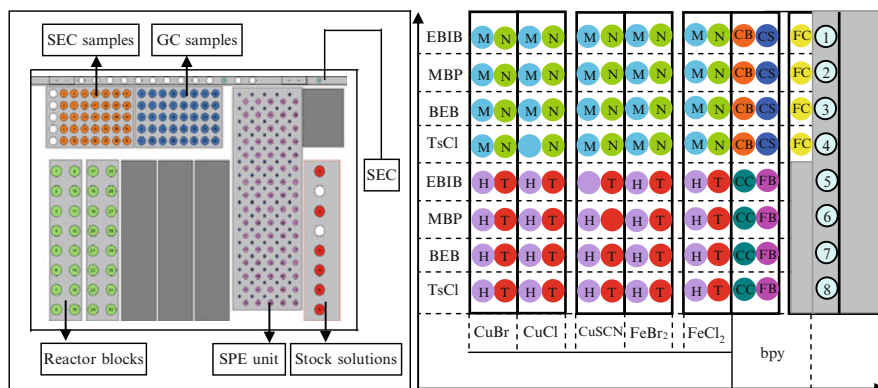 SEC samples
GC samples
SEC
Reactor blocks
SPE unit
Stock solutions
EBIB M N M N M N M N M N CB CS FC 1
MBP M N M N M N M N M N CB CS FC 2
BEB M N M N M N M N M N CB CS FC 3
TsCl M N N M N M N M N CB CS FC 4
EBIB H T H T T H T H T CC FB 5
MBP H T H T H H T H T CC FB 6
BEB H T H T H T H T H T CC FB 7
TsCl H T H T H T H T H T CC FB 8
CuBr CuCl CuSCN FeBr2 FeCl2
bpy